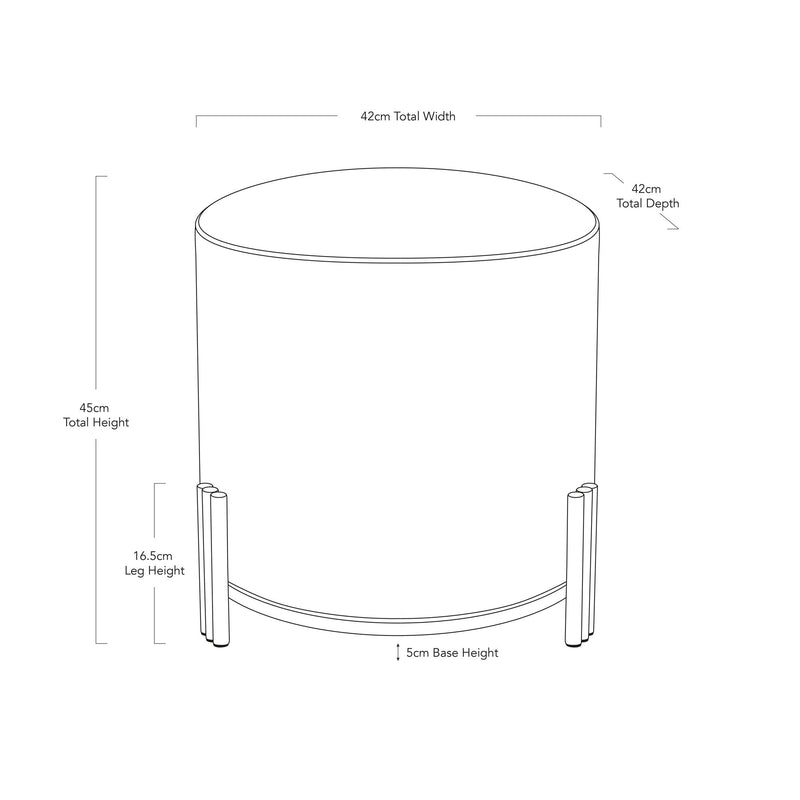 42cm Total Width
42cm
Total Depth
45cm
Total Height
16.5cm
Leg Height
5cm Base Height